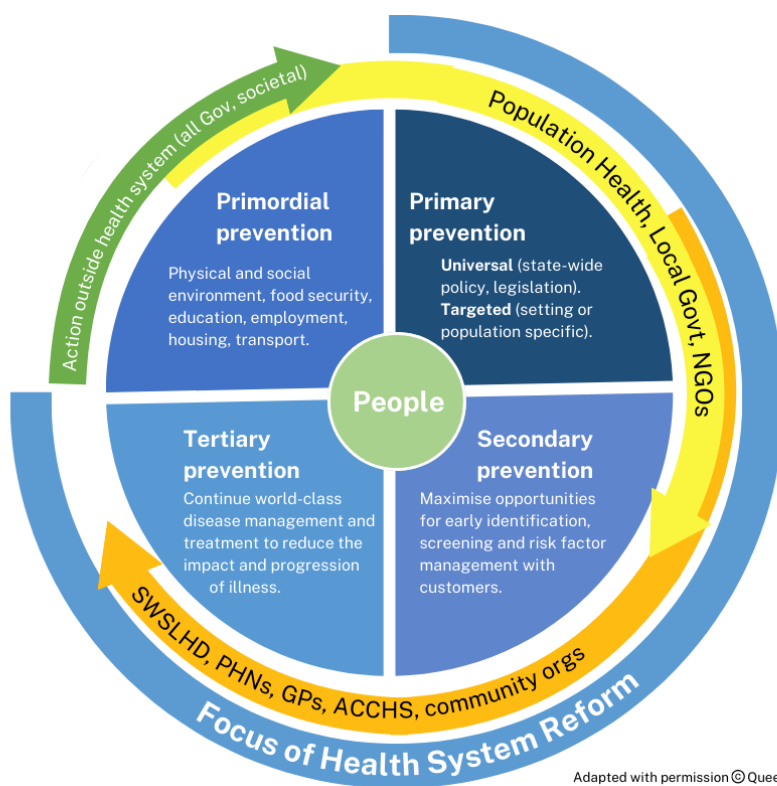 Action outside health system (all Gov, societal)
Population Health, Local Govt, NGOs
Primordial
prevention
Physical and social
environment, food security,
education, employment,
housing, transport.
Primary
prevention
Universal (state-wide
policy, legislation).
Targeted (setting or
population specific).
People
Tertiary
prevention
Continue world-class
disease management and
treatment to reduce the
impact and progression
of illness.
Secondary
prevention
Maximise opportunities
for early identification,
screening and risk factor
management with
customers.
SWSLHD, PHNs, GPs, ACCHS, community orgs
Focus of Health System Reform
Adapted with permission © Quee